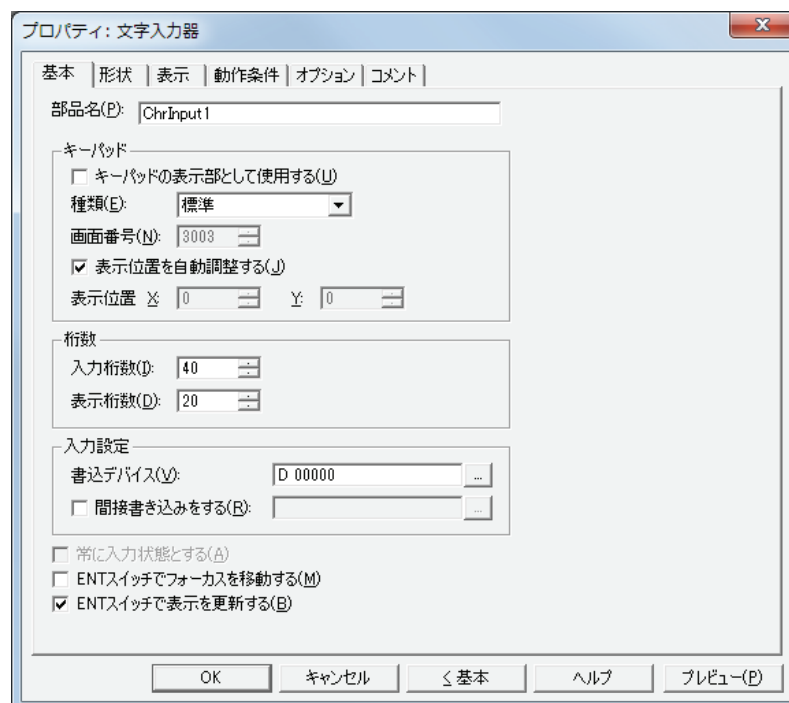 プロパティ: 文字入力器
基本 形状 表示 動作条件 オプション コメント
部品名(P): ChrInput1
キーパッド
キーパッドの表示部として使用する(U)
種類(E): 標準
画面番号(N): 3003
表示位置を自動調整する(J)
表示位置 X: 0 Y: 0
桁数
入力桁数(I): 40
表示桁数(D): 20
入力設定
書込デバイス(V): D 00000 ...
間接書き込みをする(R): ...
常に入力状態とする(A)
ENTスイッチでフォーカスを移動する(M)
ENTスイッチで表示を更新する(B)
OK キャンセル < 基本 ヘルプ プレビュー(P)